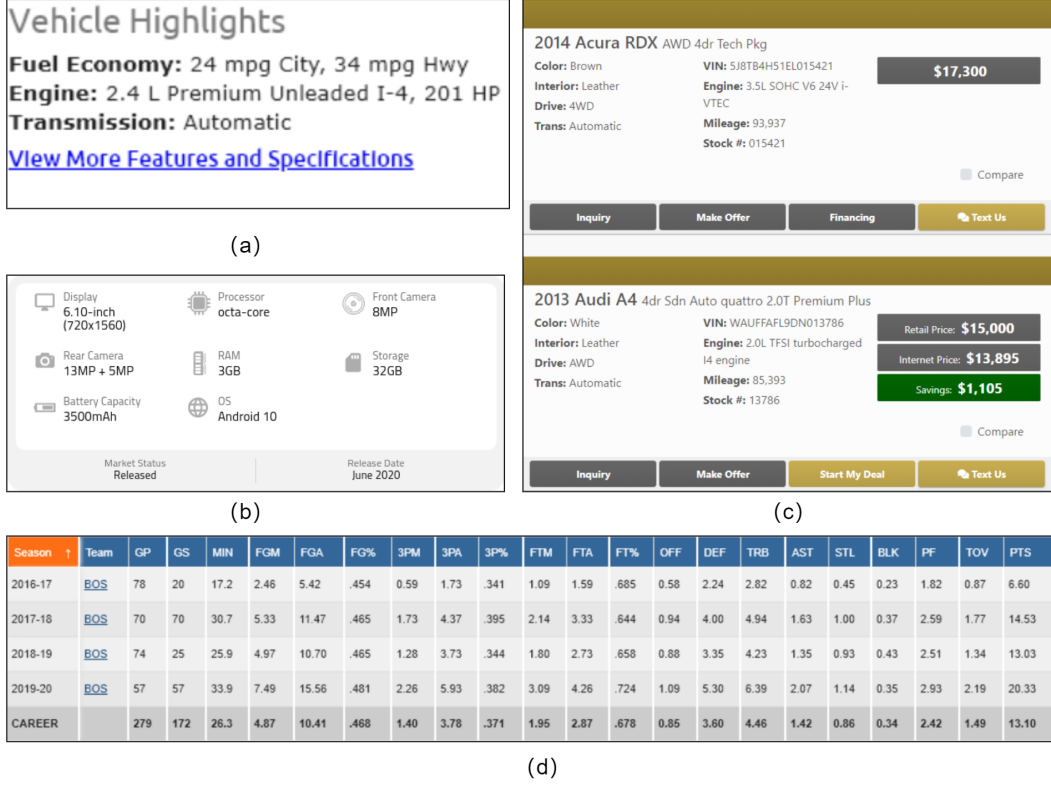 Vehicle Highlights
Fuel Economy: 24 mpg City, 34 mpg Hwy
Engine: 2.4 L Premium Unleaded I-4, 201 HP
Transmission: Automatic
View More Features and Specifications
(a)
Display
6.10-inch
(720x1560)
Processor
octa-core
Front Camera
8MP
Rear Camera
13MP + 5MP
RAM
3GB
Storage
32GB
Battery Capacity
3500mAh
OS
Android 10
Market Status
Released
Release Date
June 2020
(b)
2014 Acura RDX AWD 4dr Tech Pkg
Color: Brown
Interior: Leather
Drive: 4WD
Trans: Automatic
VIN: 5J8TB4H51EL015421
Engine: 3.5L SOHC V6 24V i-
VTEC
Mileage: 93,937
Stock #: 015421
$17,300
Compare
Inquiry
Make Offer
Financing
Text Us
2013 Audi A4 4dr Sdn Auto quattro 2.0T Premium Plus
Color: White
Interior: Leather
Drive: AWD
Trans: Automatic
VIN: WAUFFAFL9DN013786
Engine: 2.0L TFSI turbocharged
I4 engine
Mileage: 85,393
Stock #: 13786
Retail Price: $15,000
Internet Price: $13,895
Savings: $1,105
Compare
Inquiry
Make Offer
Start My Deal
Text Us
(c)
Season ↑ Team GP GS MIN FGM FGA FG% 3PM 3PA 3P% FTM FTA FT% OFF DEF TRB AST STL BLK PF TOV PTS
2016-17 BOS 78 20 17.2 2.46 5.42 .454 0.59 1.73 .341 1.09 1.59 .685 0.58 2.24 2.82 0.82 0.45 0.23 1.82 0.87 6.60
2017-18 BOS 70 70 30.7 5.33 11.47 .465 1.73 4.37 .395 2.14 3.33 .644 0.94 4.00 4.94 1.63 1.00 0.37 2.59 1.77 14.53
2018-19 BOS 74 25 25.9 4.97 10.70 .465 1.28 3.73 .344 1.80 2.73 .658 0.88 3.35 4.23 1.35 0.93 0.43 2.51 1.34 13.03
2019-20 BOS 57 57 33.9 7.49 15.56 .481 2.26 5.93 .382 3.09 4.26 .724 1.09 5.30 6.39 2.07 1.14 0.35 2.93 2.19 20.33
CAREER 279 172 26.3 4.87 10.41 .468 1.40 3.78 .371 1.95 2.87 .678 0.85 3.60 4.46 1.42 0.86 0.34 2.42 1.49 13.10
(d)